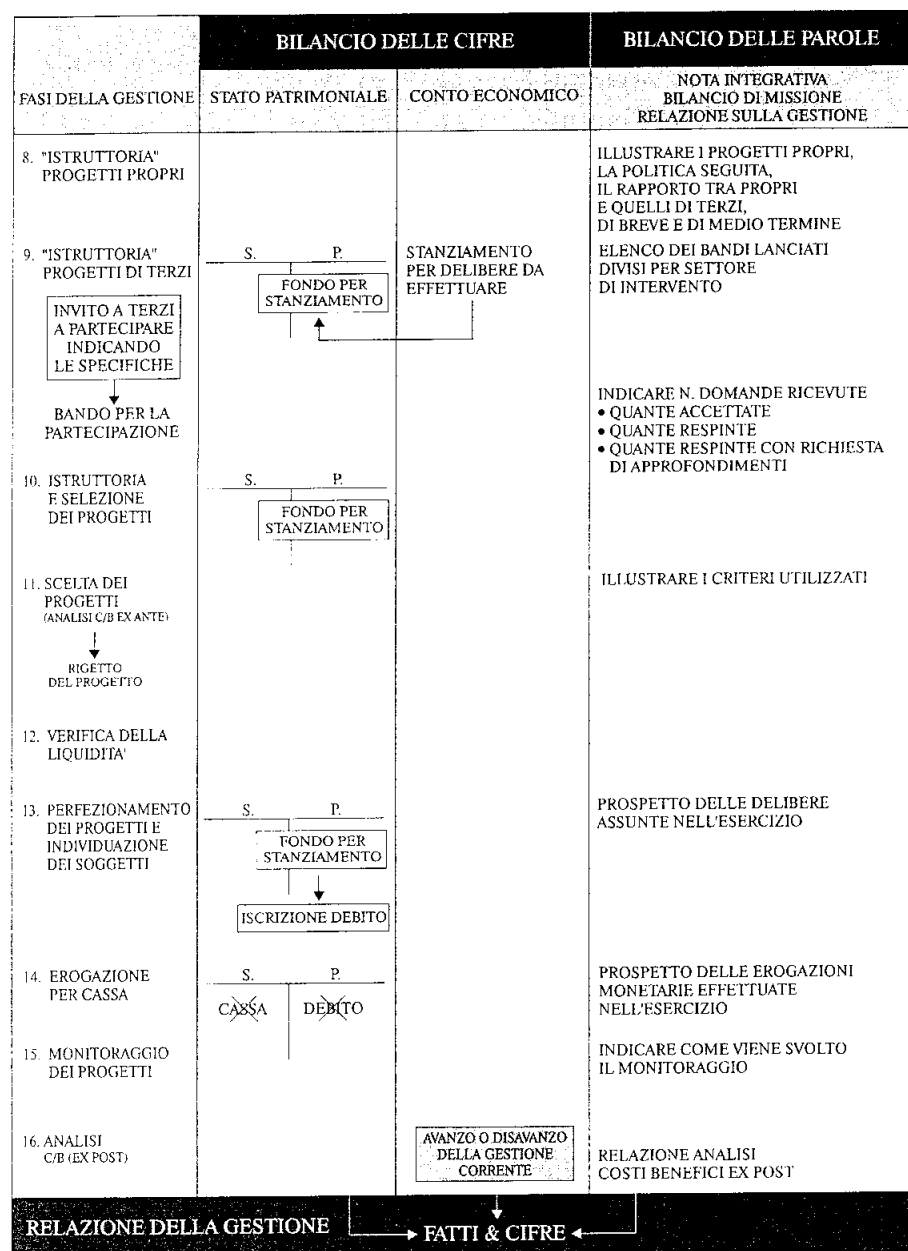 BILANCIO DELLE CIFRE
BILANCIO DELLE PAROLE
FASI DELLA GESTIONE
STATO PATRIMONIALE
CONTO ECONOMICO
NOTA INTEGRATIVA
BILANCIO DI MISSIONE
RELAZIONE SULLA GESTIONE
8. "ISTRUTTORIA"
PROGETTI PROPRI
ILLUSTRARE I PROGETTI PROPRI,
LA POLITICA SEGUITA,
IL RAPPORTO TRA PROPRI
E QUELLI DI TERZI,
DI BREVE E DI MEDIO TERMINE
9. "ISTRUTTORIA"
PROGETTI DI TERZI
S. P.
FONDO PER
STANZIAMENTO
STANZIAMENTO
PER DELIBERE DA
EFFETTUARE
ELENCO DEI BANDI LANCIATI
DIVISI PER SETTORE
DI INTERVENTO
INVITO A TERZI
A PARTECIPARE
INDICANDO
LE SPECIFICHE
BANDO PER LA
PARTECIPAZIONE
INDICARE N. DOMANDE RICEVUTE
• QUANTE ACCETTATE
• QUANTE RESPINTE
• QUANTE RESPINTE CON RICHIESTA
DI APPROFONDIMENTI
10. ISTRUTTORIA
E SELEZIONE
DEI PROGETTI
S. P.
FONDO PER
STANZIAMENTO
11. SCELTA DEI
PROGETTI
(ANALISI C/B EX ANTE)
RIGETTO
DEL PROGETTO
ILLUSTRARE I CRITERI UTILIZZATI
12. VERIFICA DELLA
LIQUIDITA'
13. PERFEZIONAMENTO
DEI PROGETTI E
INDIVIDUAZIONE
DEI SOGGETTI
S. P.
FONDO PER
STANZIAMENTO
ISCRIZIONE DEBITO
PROSPETTO DELLE DELIBERE
ASSUNTE NELL'ESERCIZIO
14. EROGAZIONE
PER CASSA
S. P.
CASSA DEBITO
PROSPETTO DELLE EROGAZIONI
MONETARIE EFFETTUATE
NELL'ESERCIZIO
15. MONITORAGGIO
DEI PROGETTI
INDICARE COME VIENE SVOLTO
IL MONITORAGGIO
16. ANALISI
C/B (EX POST)
AVANZO O DISAVANZO
DELLA GESTIONE
CORRENTE
RELAZIONE ANALISI
COSTI BENEFICI EX POST
RELAZIONE DELLA GESTIONE
FATTI & CIFRE